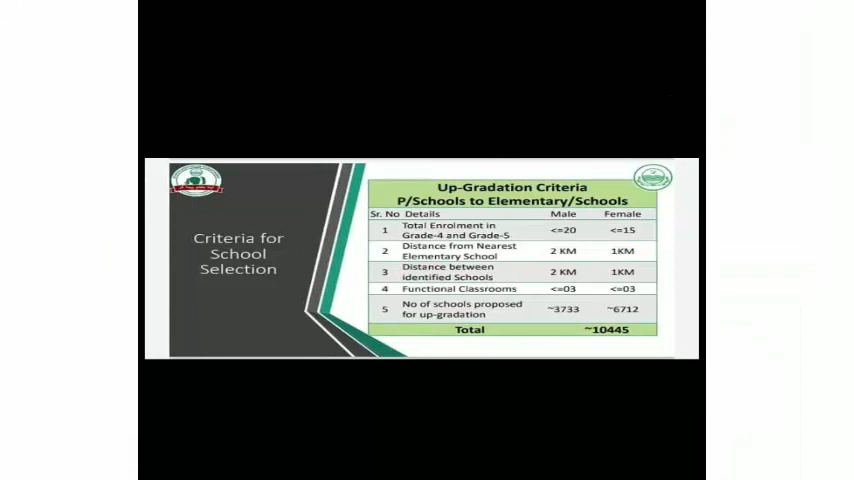 Criteria for
School
Selection
Up-Gradation Criteria
P/Schools to Elementary/Schools
Sr. No Details Male Female
1 Total Enrolment in Grade-4 and Grade-5 <=20 <=15
2 Distance from Nearest Elementary School 2 KM 1KM
3 Distance between identified Schools 2 KM 1KM
4 Functional Classrooms <=03 <=03
5 No of schools proposed for up-gradation ~3733 ~6712
Total ~10445